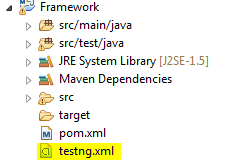 Framework
src/main/java
src/test/java
JRE System Library [J2SE-1.5]
Maven Dependencies
src
target
pom.xml
testng.xml